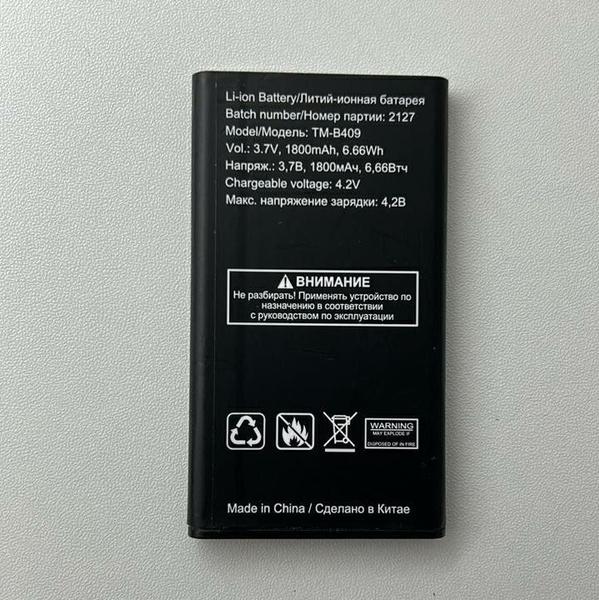 Li-ion Battery/Литий-ионная батарея
Batch number/Номер партии: 2127
Model/Модель: TM-B409
Vol.: 3.7V, 1800mAh, 6.66Wh
Напряж.: 3,7В, 1800мАч, 6,66Втч
Chargeable voltage: 4.2V
Макс. напряжение зарядки: 4,2В
ВНИМАНИЕ
Не разбирать! Применять устройство по
назначению в соответствии
с руководством по эксплуатации
WARNING
MAY EXPLODE IF
DISPOSED OF IN FIRE
Made in China / Сделано в Китае